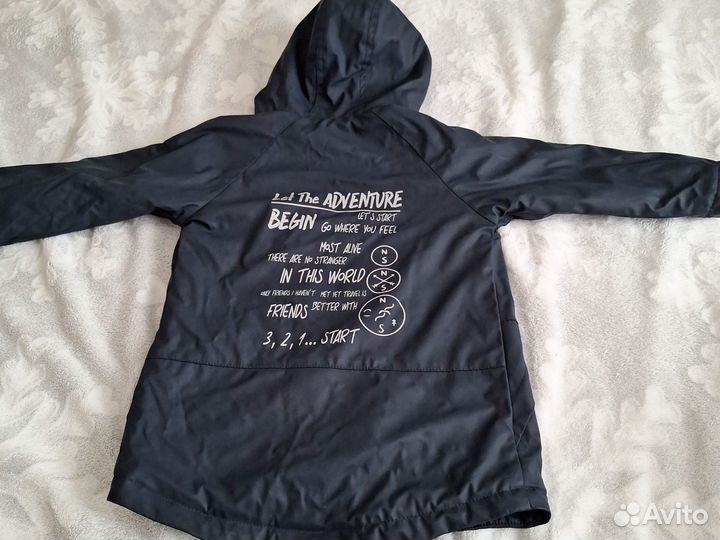 Let The ADVENTURE
BEGIN LET'S START
GO WHERE YOU FEEL
MOST ALIVE
THERE ARE NO STRANGER
IN THIS WORLD
ONLY FRIENDS I HAVEN'T MET YET TRAVEL IS
FRIENDS BETTER WITH
3, 2, 1... START
N
S
N
S
N
S
Avito